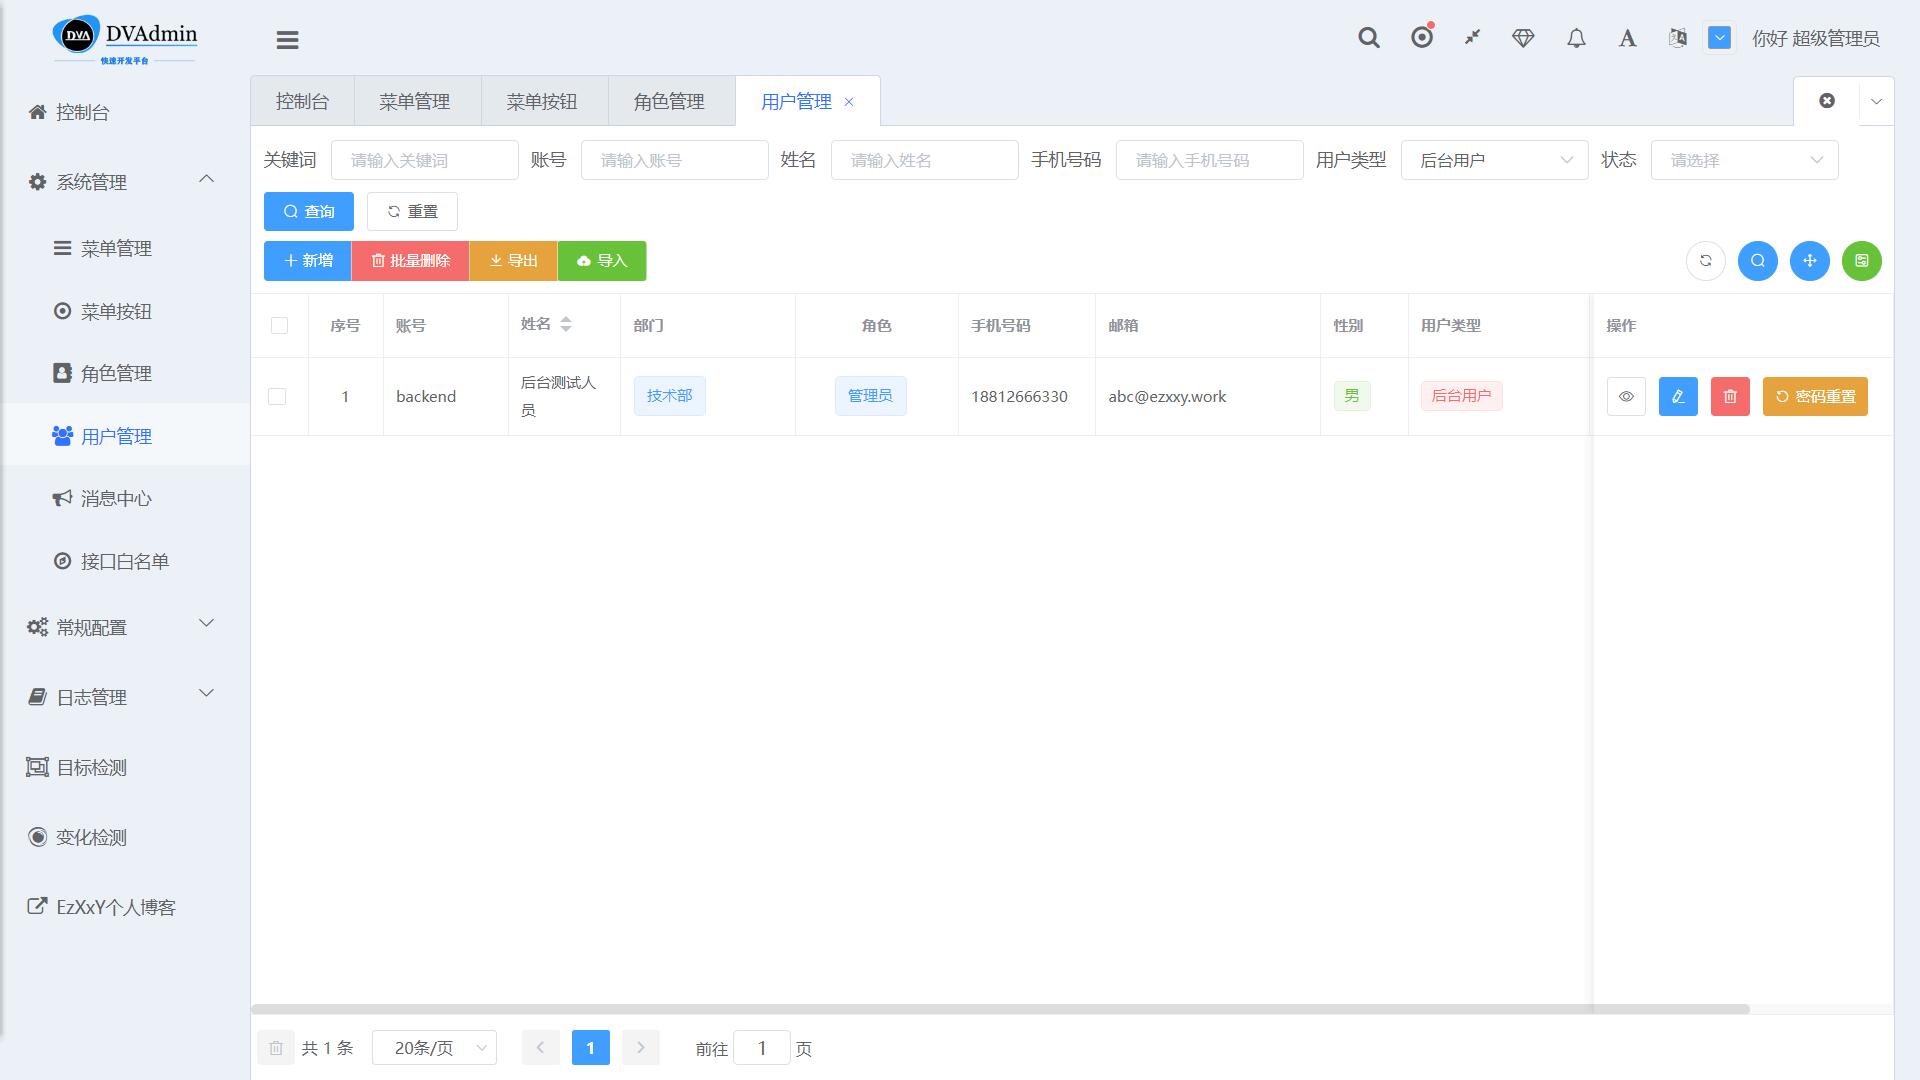 DVA DVAdmin
快速开发平台
你好 超级管理员
控制台
系统管理
菜单管理
菜单按钮
角色管理
用户管理
消息中心
接口白名单
常规配置
日志管理
目标检测
变化检测
EzXxY个人博客
控制台 菜单管理 菜单按钮 角色管理 用户管理
关键词 请输入关键词 账号 请输入账号 姓名 请输入姓名 手机号码 请输入手机号码 用户类型 后台用户 状态 请选择
查询 重置
新增 批量删除 导出 导入
序号 账号 姓名 部门 角色 手机号码 邮箱 性别 用户类型 操作
1 backend 后台测试人员 技术部 管理员 18812666330 abc@ezxxy.work 男 后台用户 密码重置
共 1 条 20条/页 1 前往 1 页